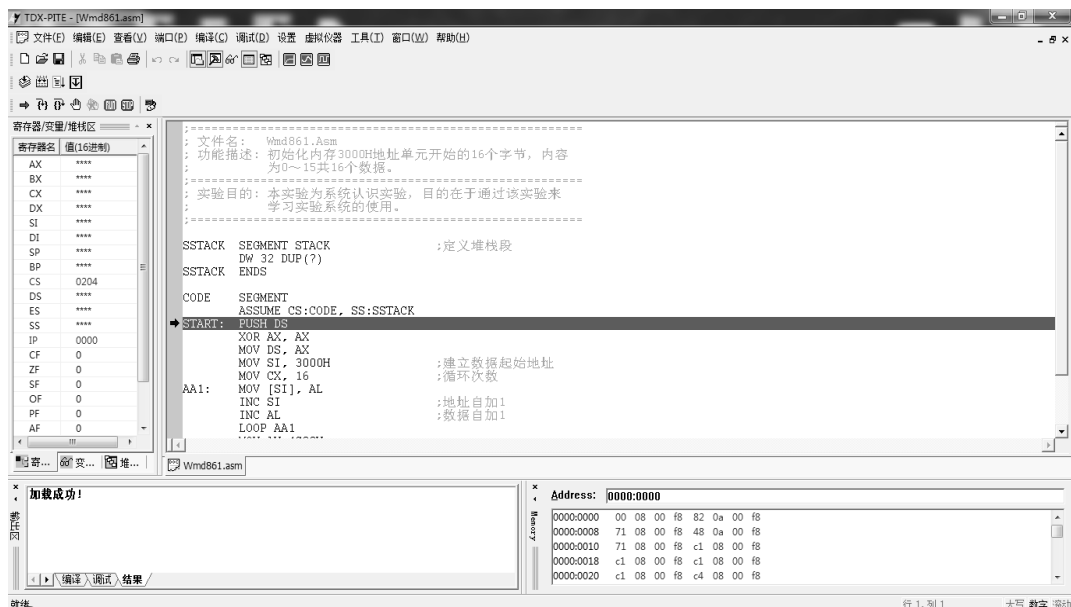 TDX-PITE - [Wmd861.asm]
文件(F) 编辑(E) 查看(V) 端口(P) 编译(C) 调试(D) 设置 虚拟仪器 工具(T) 窗口(W) 帮助(H)
寄存器/变量/堆栈区
寄存器名 值(16进制)
AX ****
BX ****
CX ****
DX ****
SI ****
DI ****
SP ****
BP ****
CS 0204
DS ****
ES ****
SS ****
IP 0000
CF 0
ZF 0
SF 0
OF 0
PF 0
AF 0
寄... 变... 堆...
;========================================================
; 文件名: Wmd861.Asm
; 功能描述: 初始化内存3000H地址单元开始的16个字节, 内容
; 为0～15共16个数据。
;========================================================
; 实验目的: 本实验为系统认识实验, 目的在于通过该实验来
; 学习实验系统的使用。
;========================================================
SSTACK SEGMENT STACK ;定义堆栈段
DW 32 DUP(?)
SSTACK ENDS
CODE SEGMENT
ASSUME CS:CODE, SS:SSTACK
START: PUSH DS
XOR AX, AX
MOV DS, AX
MOV SI, 3000H ;建立数据起始地址
MOV CX, 16 ;循环次数
AA1: MOV [SI], AL
INC SI ;地址自加1
INC AL ;数据自加1
LOOP AA1
Wmd861.asm
加载成功!
编译 调试 结果
Memory
Address: 0000:0000
0000:0000 00 08 00 f8 82 0a 00 f8
0000:0008 71 08 00 f8 48 0a 00 f8
0000:0010 71 08 00 f8 c1 08 00 f8
0000:0018 c1 08 00 f8 c1 08 00 f8
0000:0020 c1 08 00 f8 c4 08 00 f8
就绪
行 1, 列 1 大写 数字 滚动